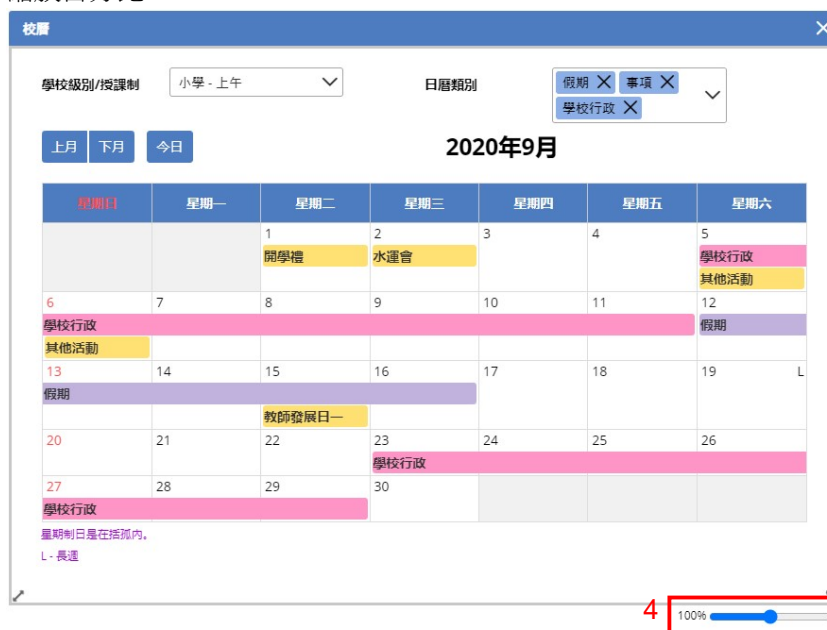 校曆
學校級別/授課制 小學 - 上午 日曆類別 假期 事項
學校行政
上月 下月 今日 2020年9月
星期日 星期一 星期二 星期三 星期四 星期五 星期六
1 2 3 4 5
開學禮 水運會 學校行政
其他活動
6 7 8 9 10 11 12
學校行政 假期
其他活動
13 14 15 16 17 18 19 L
假期
教師發展日一
20 21 22 23 24 25 26
學校行政
27 28 29 30
學校行政
星期制日是在括孤內。
L - 長週
4 100%